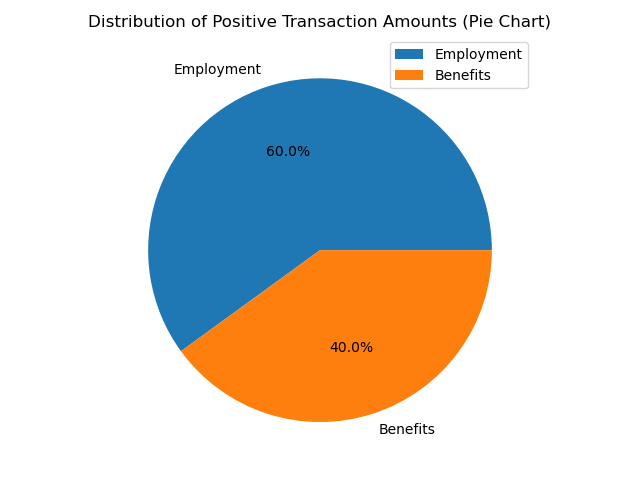 Distribution of Positive Transaction Amounts (Pie Chart)
Employment
Benefits
Employment
60.0%
40.0%
Benefits